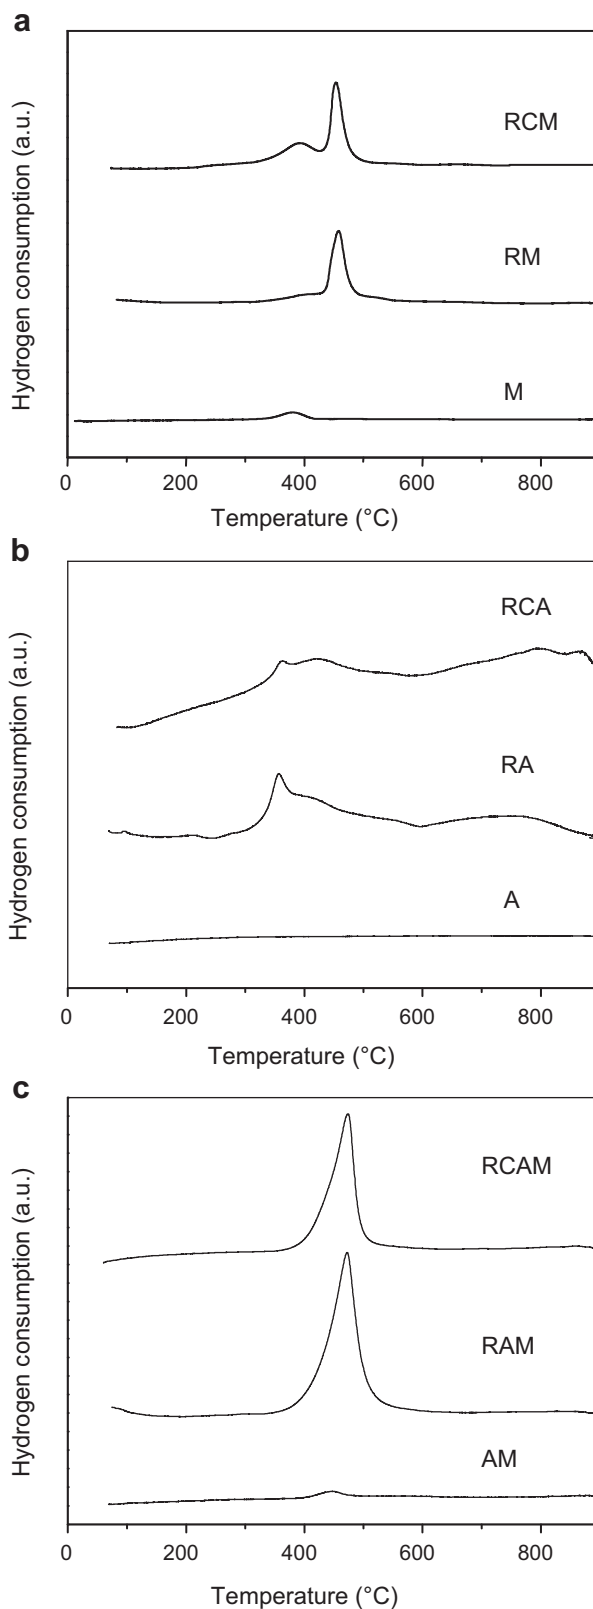 a
Hydrogen consumption (a.u.)
RCM
RM
M
0 200 400 600 800
Temperature (°C)
b
Hydrogen consumption (a.u.)
RCA
RA
A
0 200 400 600 800
Temperature (°C)
c
Hydrogen consumption (a.u.)
RCAM
RAM
AM
0 200 400 600 800
Temperature (°C)